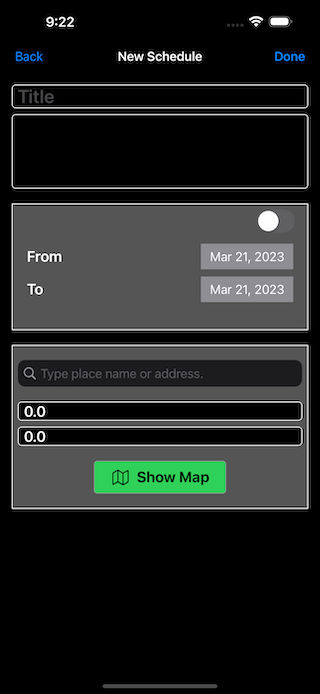 9:22
Back New Schedule Done
Title
From Mar 21, 2023
To Mar 21, 2023
Type place name or address.
0.0
0.0
Show Map